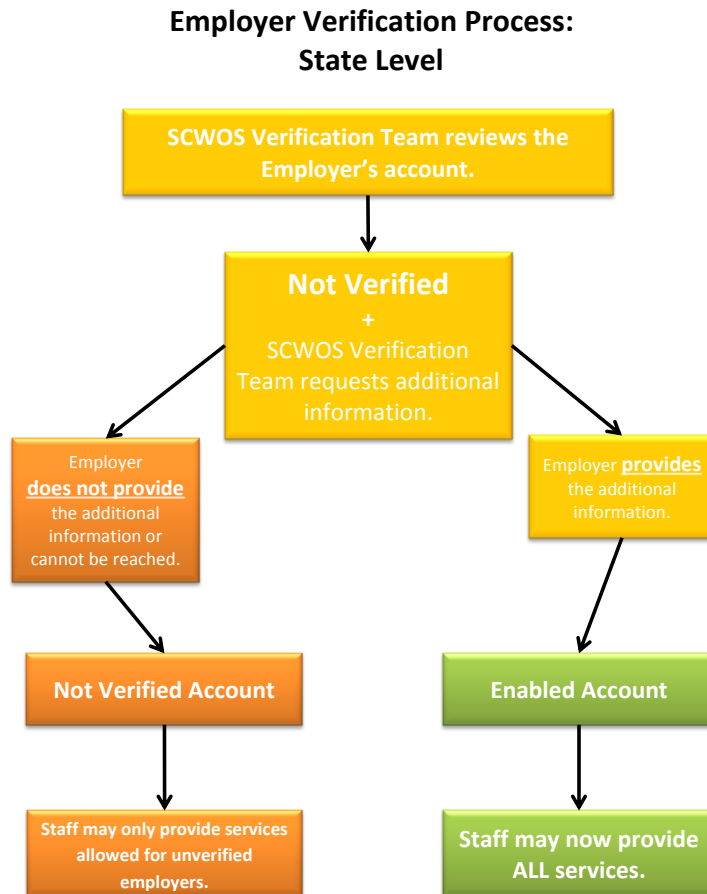 Employer Verification Process:
State Level
SCWOS Verification Team reviews the
Employer's account.
Not Verified
+
SCWOS Verification
Team requests additional
information.
Employer
does not provide
the additional
information or
cannot be reached.
Employer provides
the additional
information.
Not Verified Account
Enabled Account
Staff may only provide services
allowed for unverified
employers.
Staff may now provide
ALL services.